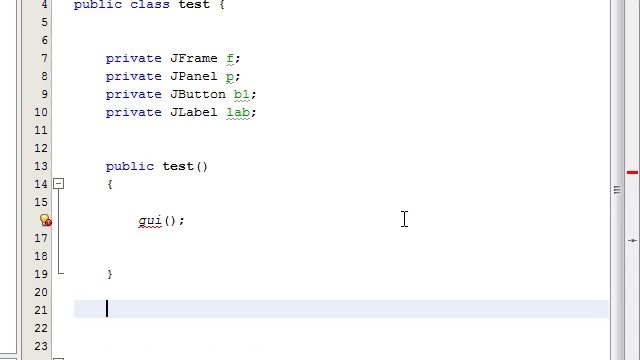 4 public class test {
5
6
7 private JFrame f;
8 private JPanel p;
9 private JButton b1;
10 private JLabel lab;
11
12
13 public test()
14 {
15
gui();
17
18
19 }
20
21
22
23